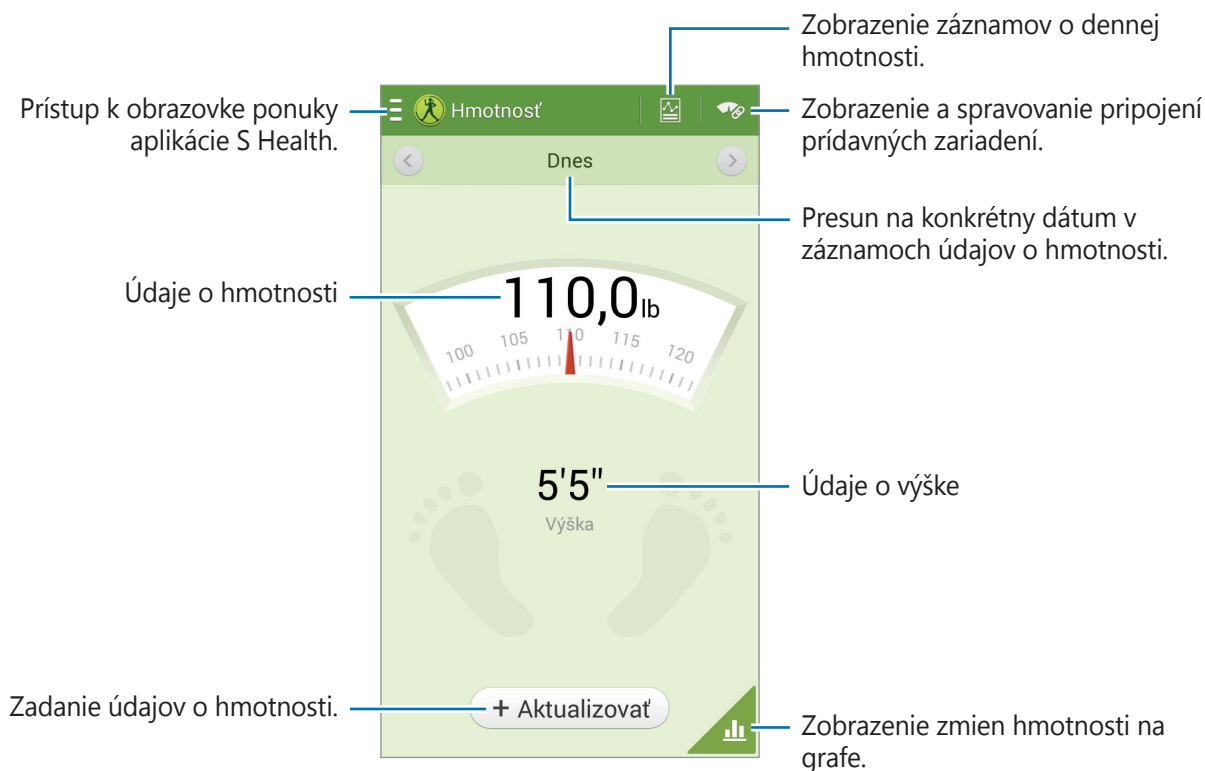 Zobrazenie záznamov o dennej
hmotnosti.
Prístup k obrazovke ponuky
aplikácie S Health.
Hmotnosť
Zobrazenie a spravovanie pripojení
prídavných zariadení.
Dnes
Presun na konkrétny dátum v
záznamoch údajov o hmotnosti.
Údaje o hmotnosti
110,0lb
100 105 110 115 120
5'5"
Výška
Údaje o výške
Zadanie údajov o hmotnosti.
+ Aktualizovať
Zobrazenie zmien hmotnosti na
grafe.